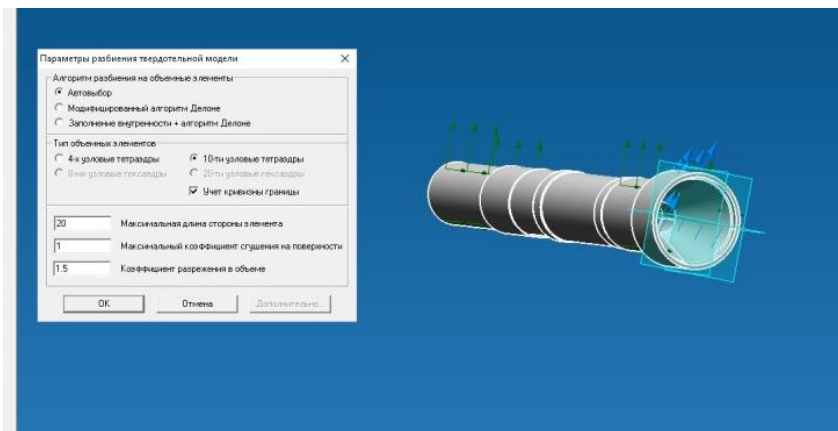 Параметры разбиения твердотельной модели
Алгоритм разбиения на объемные элементы
Автовыбор
Модифицированный алгоритм Делоне
Заполнение внутренности + алгоритм Делоне
Тип объемных элементов
4-х узловые тетраэдры 10-ти узловые тетраэдры
8-ми узловые гексаэдры 20-ти узловые гексаэдры
Учет кривизны границы
20 Максимальная длина стороны элемента
1 Максимальный коэффициент сгущения на поверхности
1.5 Коэффициент разрежения в объеме
OK Отмена Дополнительно...